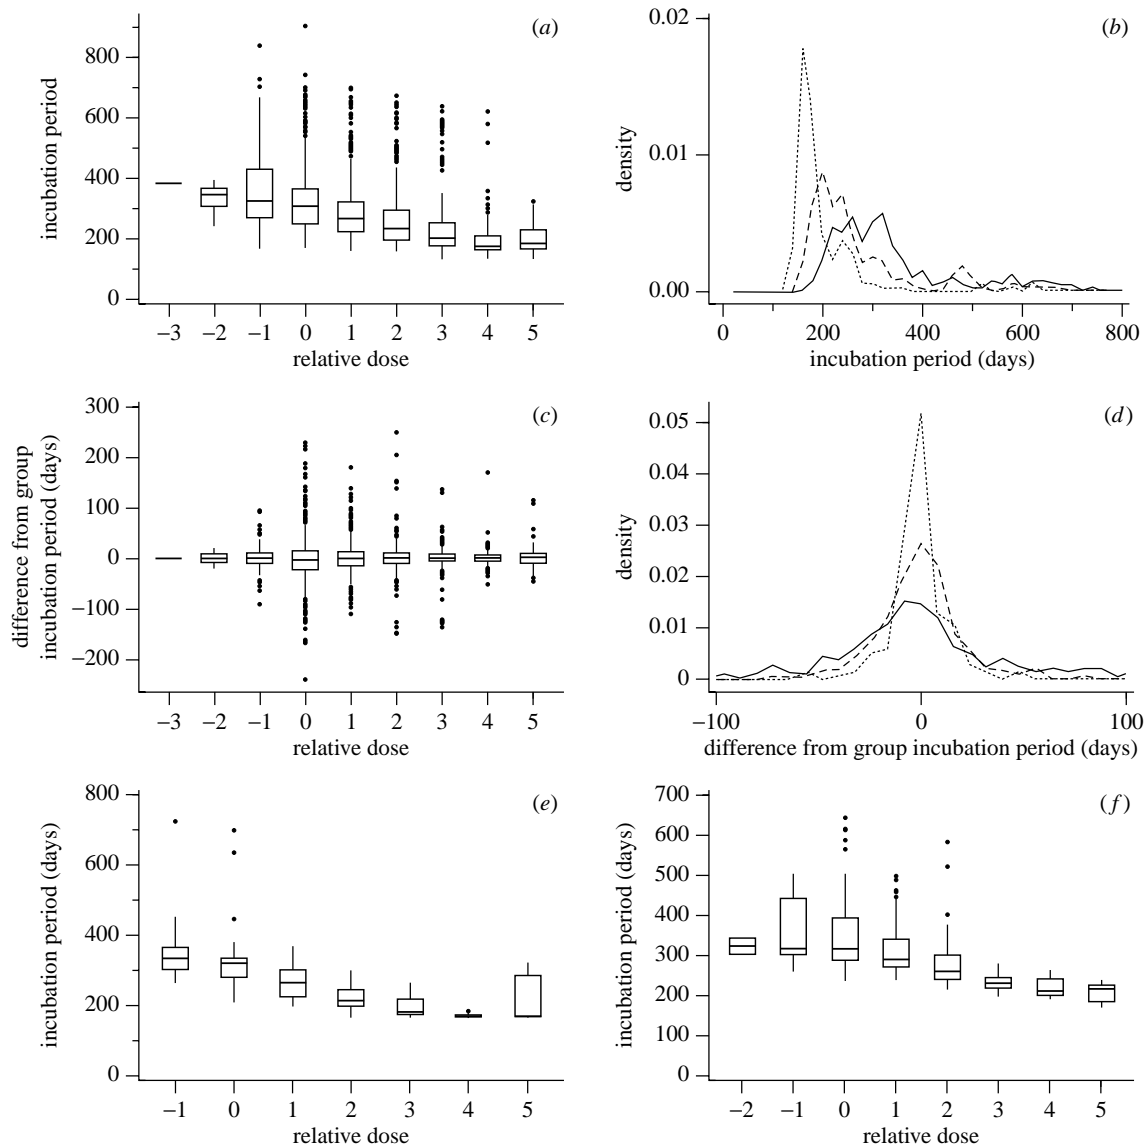 (a)
800
600
400
200
0
incubation period
−3 −2 −1 0 1 2 3 4 5
relative dose
(b)
0.02
0.01
0.00
density
0 200 400 600 800
incubation period (days)
(c)
300
200
100
0
−100
−200
difference from group
incubation period (days)
−3 −2 −1 0 1 2 3 4 5
relative dose
(d)
0.05
0.04
0.03
0.02
0.01
0
density
−100 0 100
difference from group incubation period (days)
(e)
800
600
400
200
0
incubation period (days)
−1 0 1 2 3 4 5
relative dose
(f)
700
600
500
400
300
200
100
0
incubation period (days)
−2 −1 0 1 2 3 4 5
relative dose